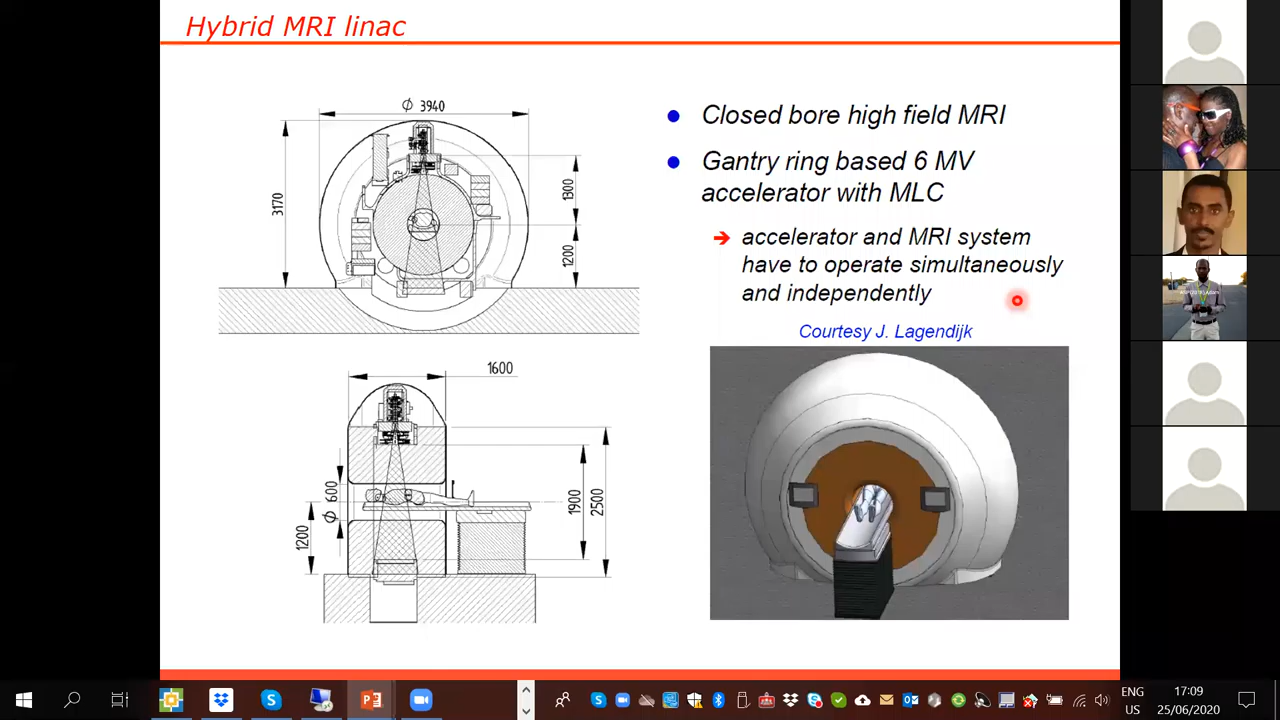 Hybrid MRI linac
Φ 3940
3170
1300
1200
Closed bore high field MRI
Gantry ring based 6 MV
accelerator with MLC
accelerator and MRI system
have to operate simultaneously
and independently
Courtesy J. Lagendijk
1600
Φ 600
1200
1900
2500
ENG
US
17:09
25/06/2020